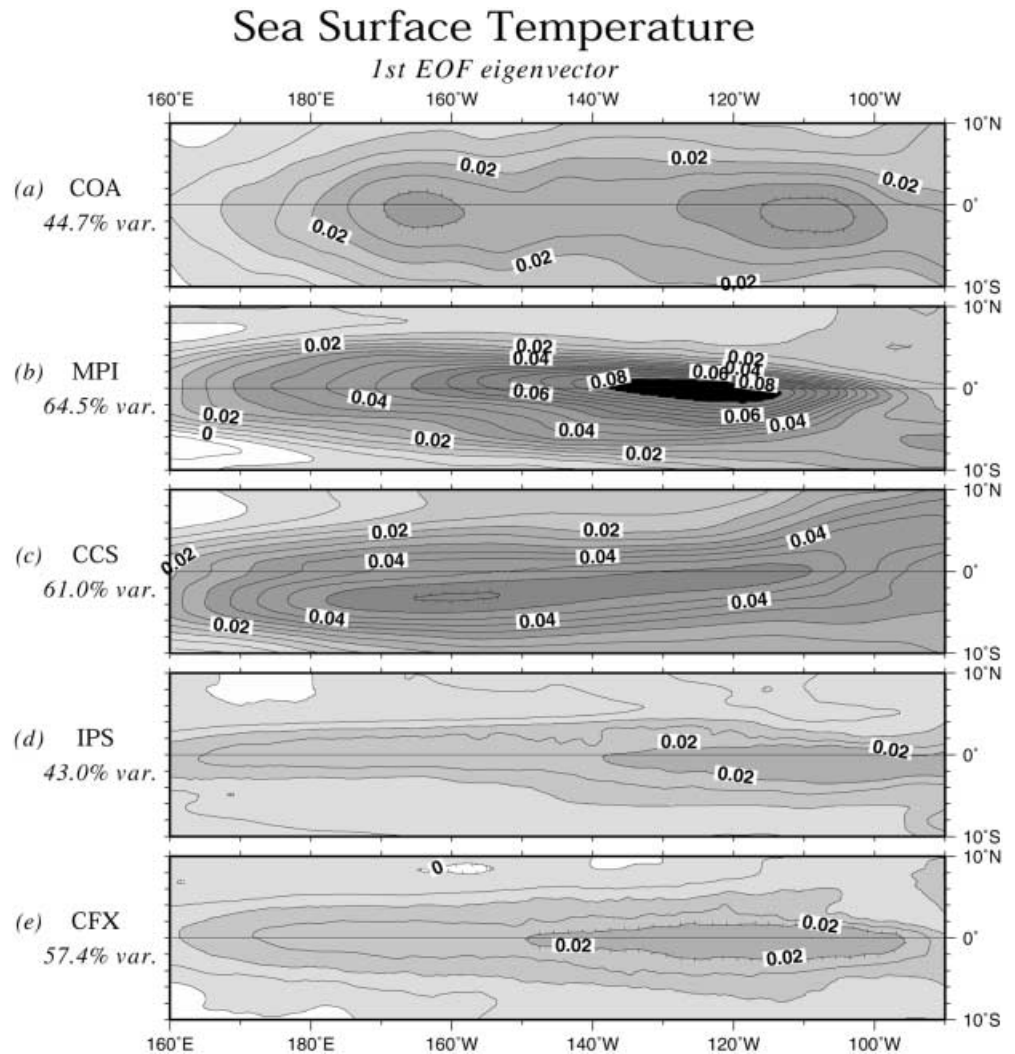 Sea Surface Temperature
1st EOF eigenvector
160°E 180°E 160°W 140°W 120°W 100°W
10°N
0.02 0.02 0.02
(a) COA 0°
44.7% var.
0.02 0.02 0.02
10°S
0.02 0.02 0.02
0.04 0.04 0.04
(b) MPI 0.08 0.06 0.08 0°
64.5% var. 0.04 0.06 0.06
0.02 0.04 0.04
0 0.02 0.02
10°S
0.02 0.02
0.02 0.04 0.04 0.04
(c) CCS 0°
61.0% var.
0.02 0.04 0.04 0.04
10°S
(d) IPS 0.02 0.02 0°
43.0% var. 0.02
10°S
0 10°N
0.02
(e) CFX 0.02 0°
57.4% var. 0.02
10°S
160°E 180°E 160°W 140°W 120°W 100°W